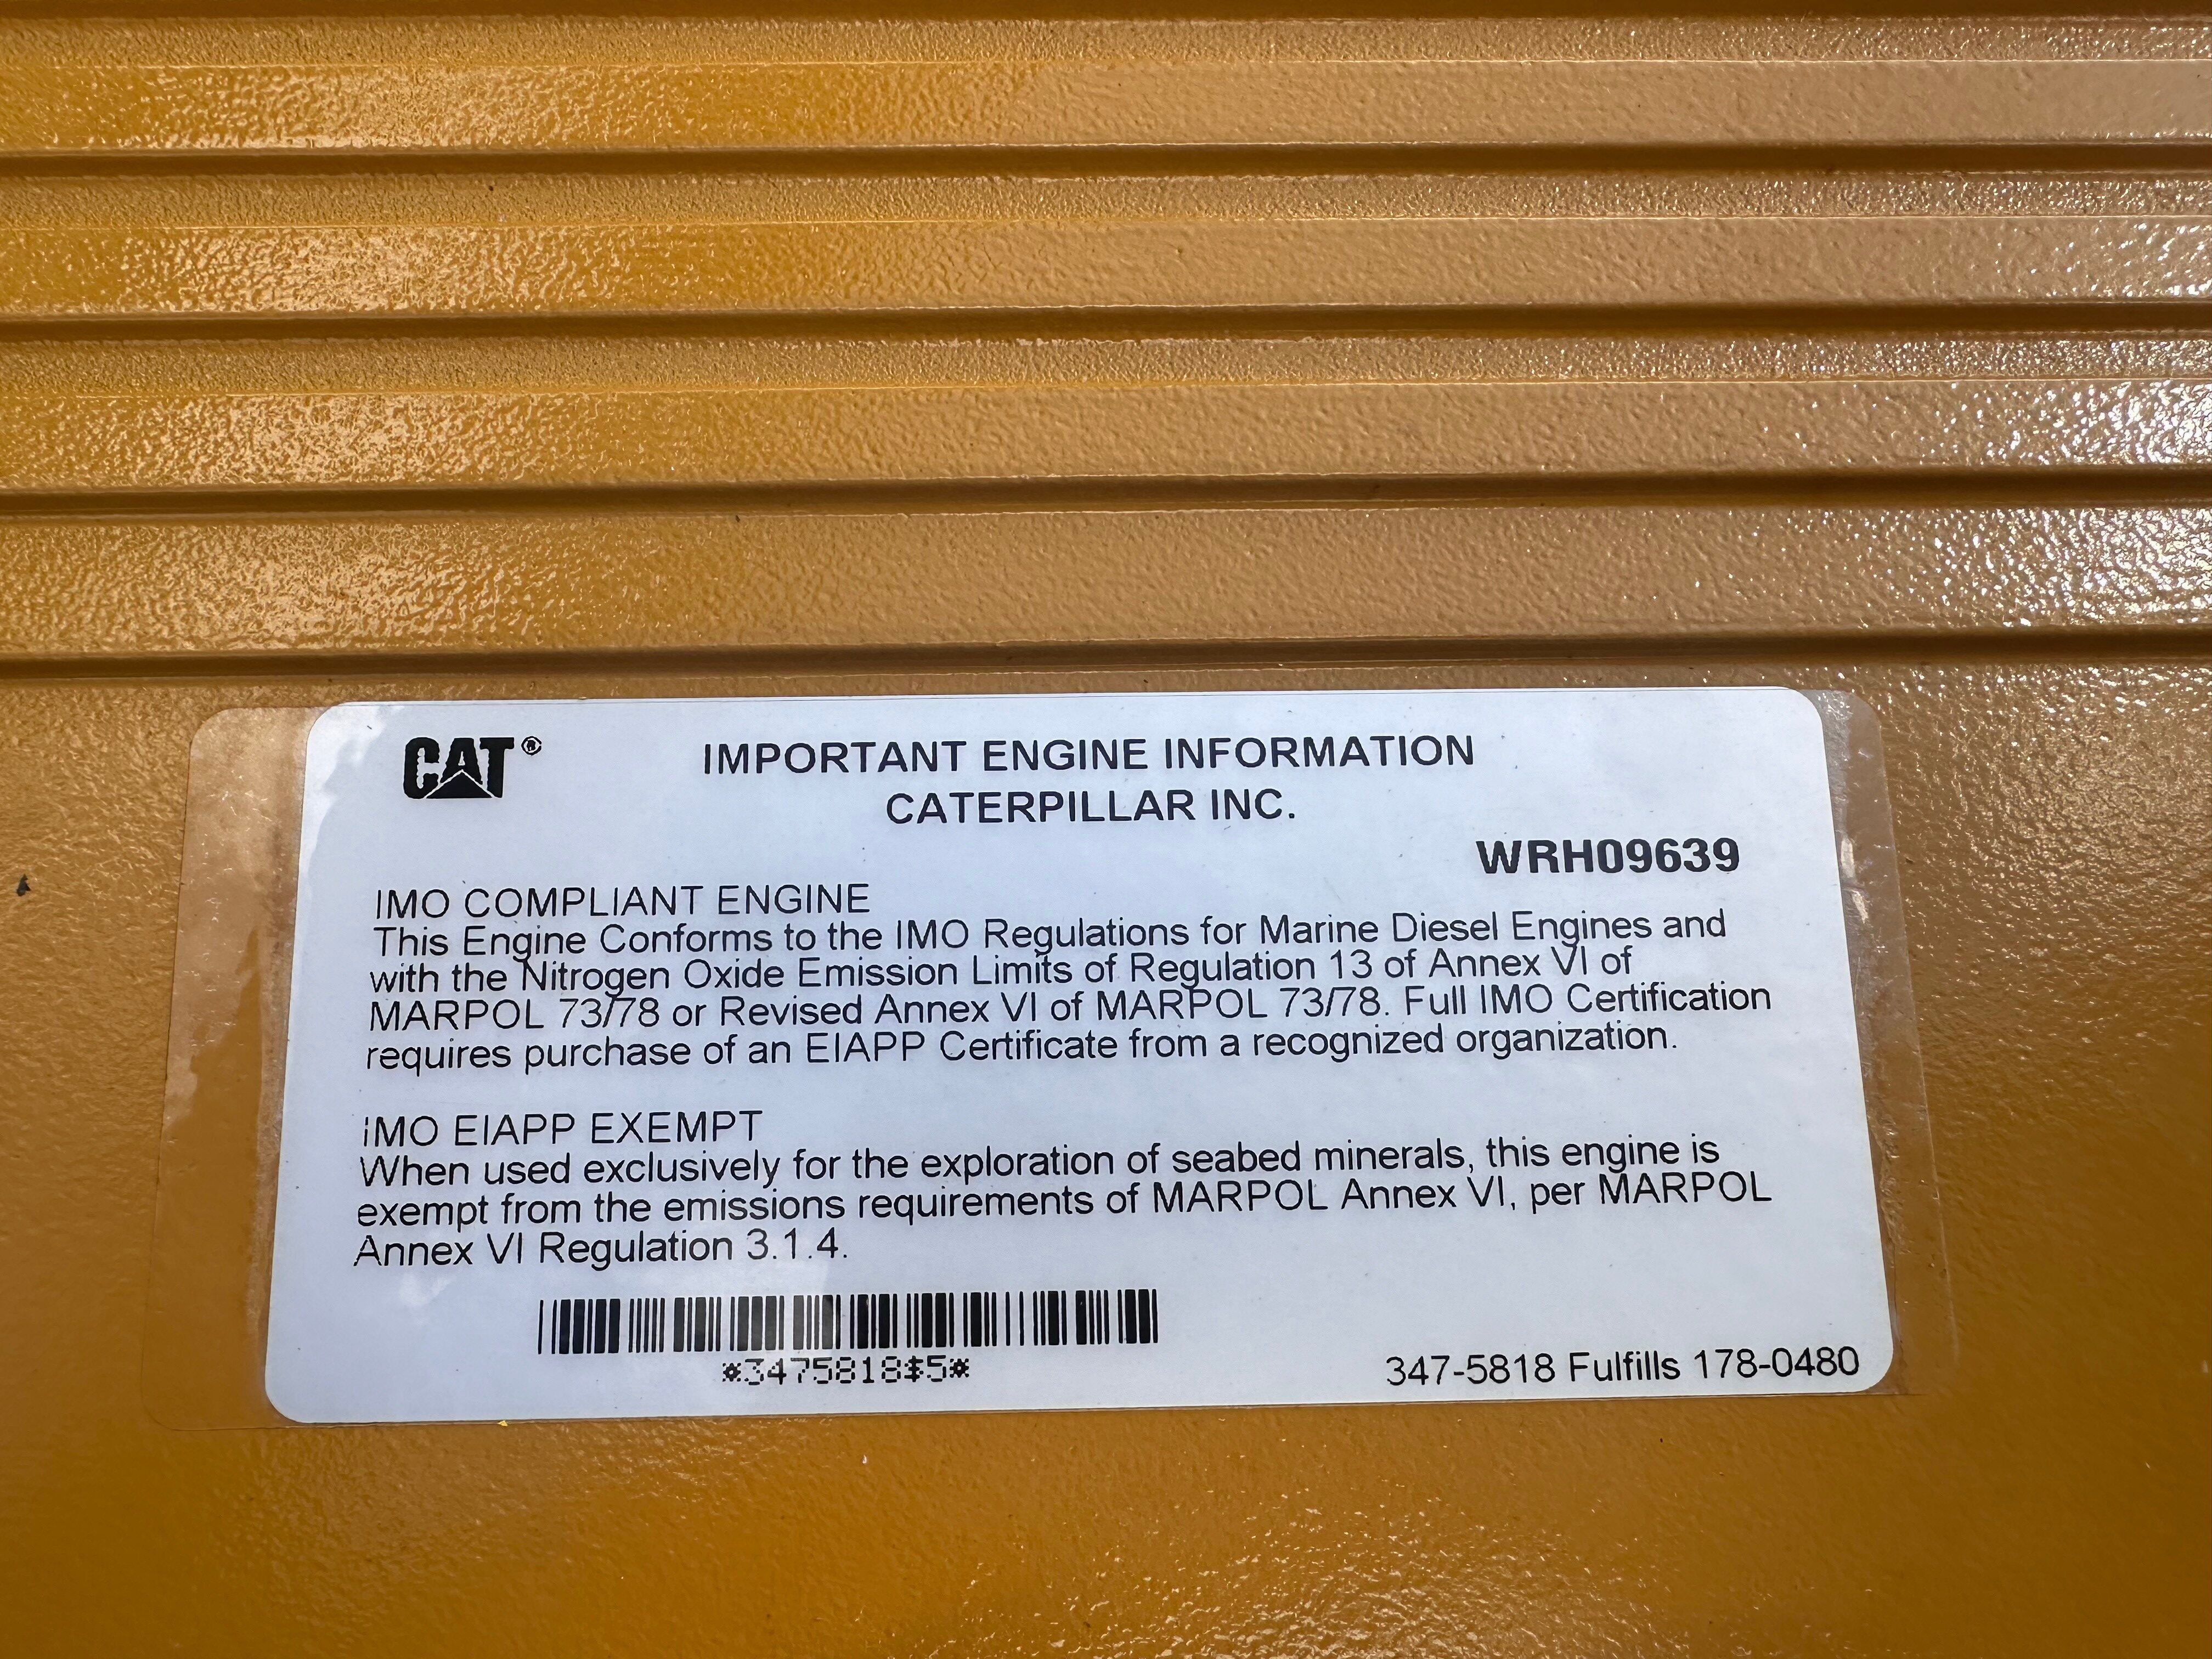 CAT®
IMPORTANT ENGINE INFORMATION
CATERPILLAR INC.
WRH09639
IMO COMPLIANT ENGINE
This Engine Conforms to the IMO Regulations for Marine Diesel Engines and
with the Nitrogen Oxide Emission Limits of Regulation 13 of Annex VI of
MARPOL 73/78 or Revised Annex VI of MARPOL 73/78. Full IMO Certification
requires purchase of an EIAPP Certificate from a recognized organization.
IMO EIAPP EXEMPT
When used exclusively for the exploration of seabed minerals, this engine is
exempt from the emissions requirements of MARPOL Annex VI, per MARPOL
Annex VI Regulation 3.1.4.
*3475818$5*
347-5818 Fulfills 178-0480